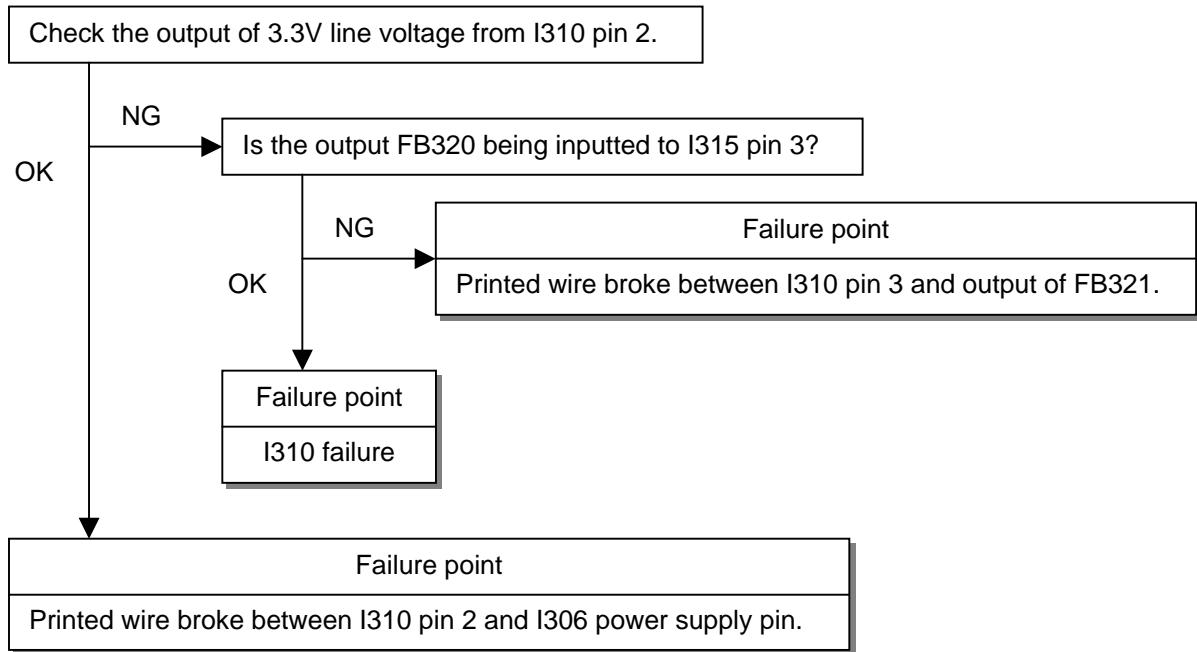 Check the output of 3.3V line voltage from I310 pin 2.
NG
Is the output FB320 being inputted to I315 pin 3?
OK
NG
Failure point
OK
Printed wire broke between I310 pin 3 and output of FB321.
Failure point
I310 failure
Failure point
Printed wire broke between I310 pin 2 and I306 power supply pin.